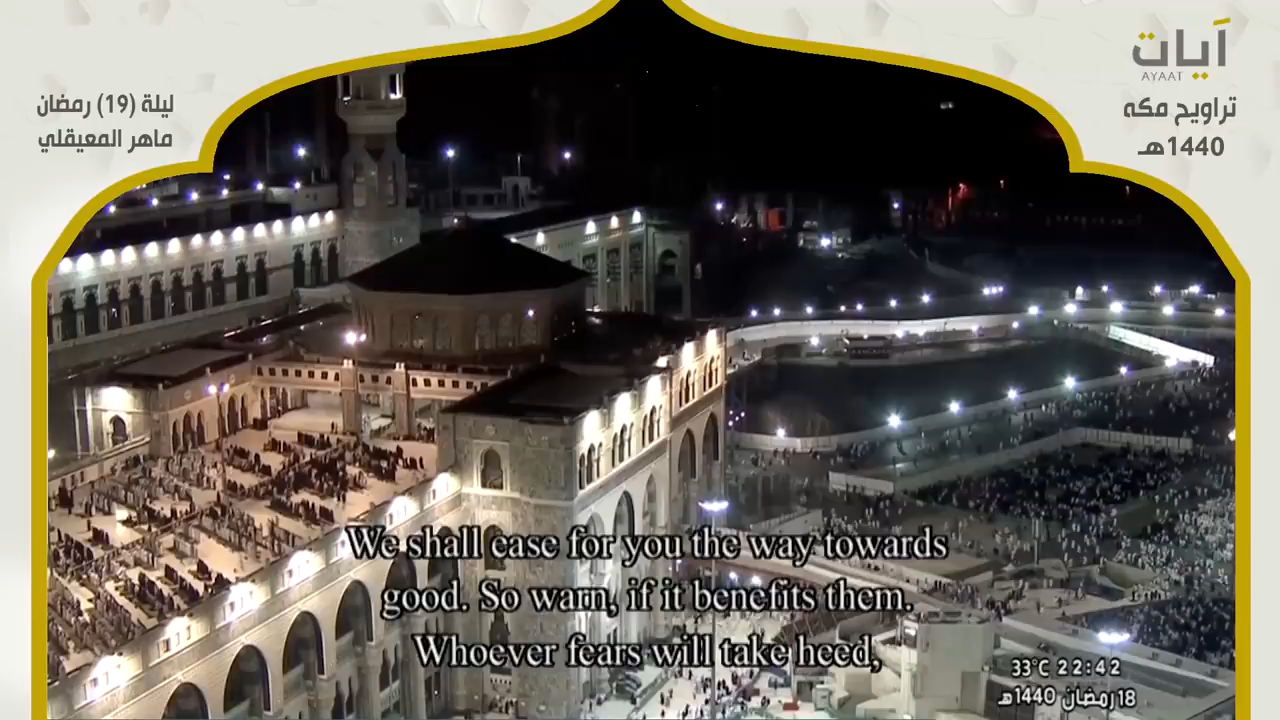 آيات
AYAAT
تراويح مكه
1440هـ
ليلة (19) رمضان
ماهر المعيقلي
We shall ease for you the way towards
good. So warn, if it benefits them.
Whoever fears will take heed,
33°C 22:42
18 رمضان 1440هـ